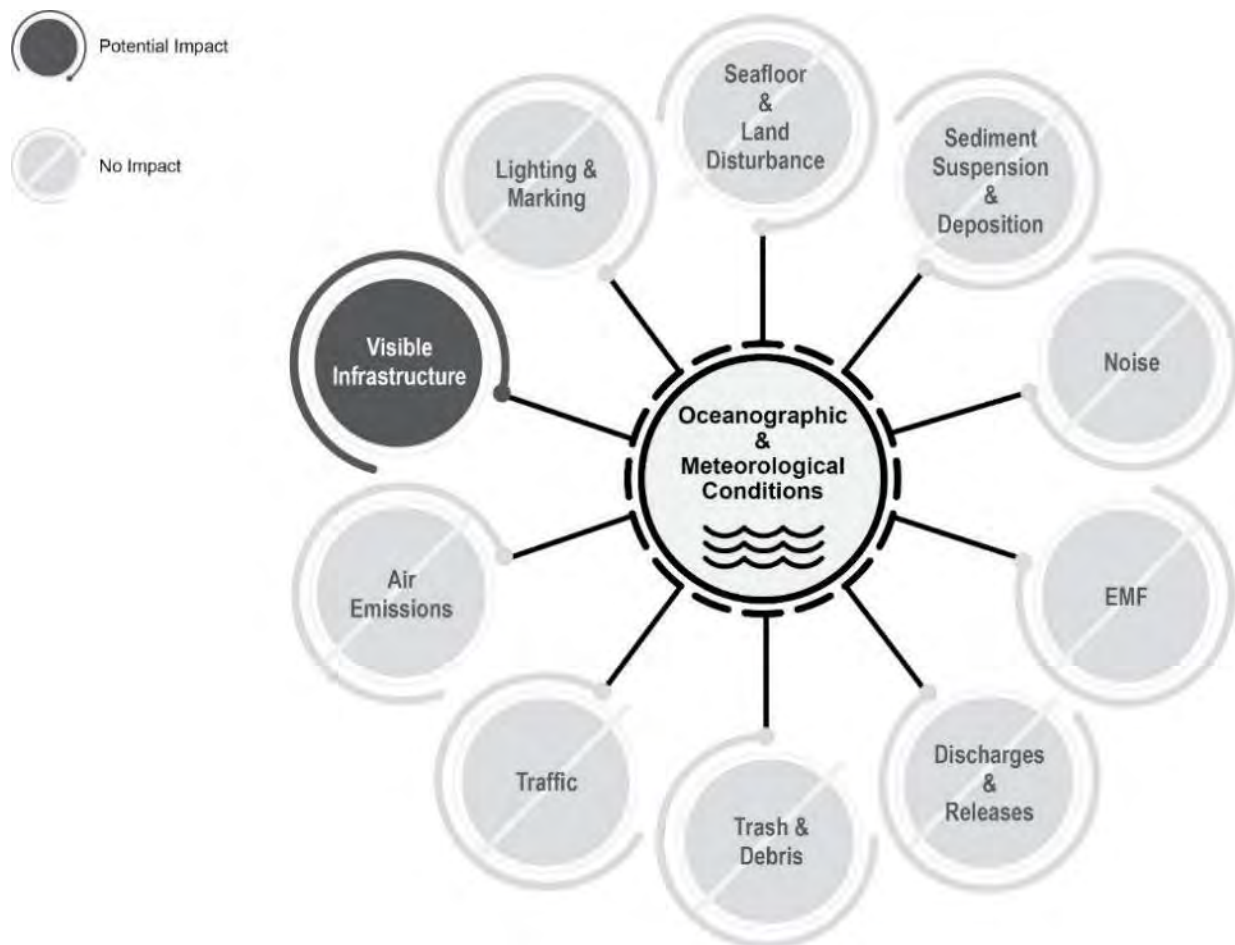 Potential Impact
No Impact
Seafloor
&
Land
Disturbance
Sediment
Suspension
&
Deposition
Lighting &
Marking
Noise
Visible
Infrastructure
Oceanographic
&
Meteorological
Conditions
Air
Emissions
EMF
Traffic
Discharges
&
Releases
Trash &
Debris